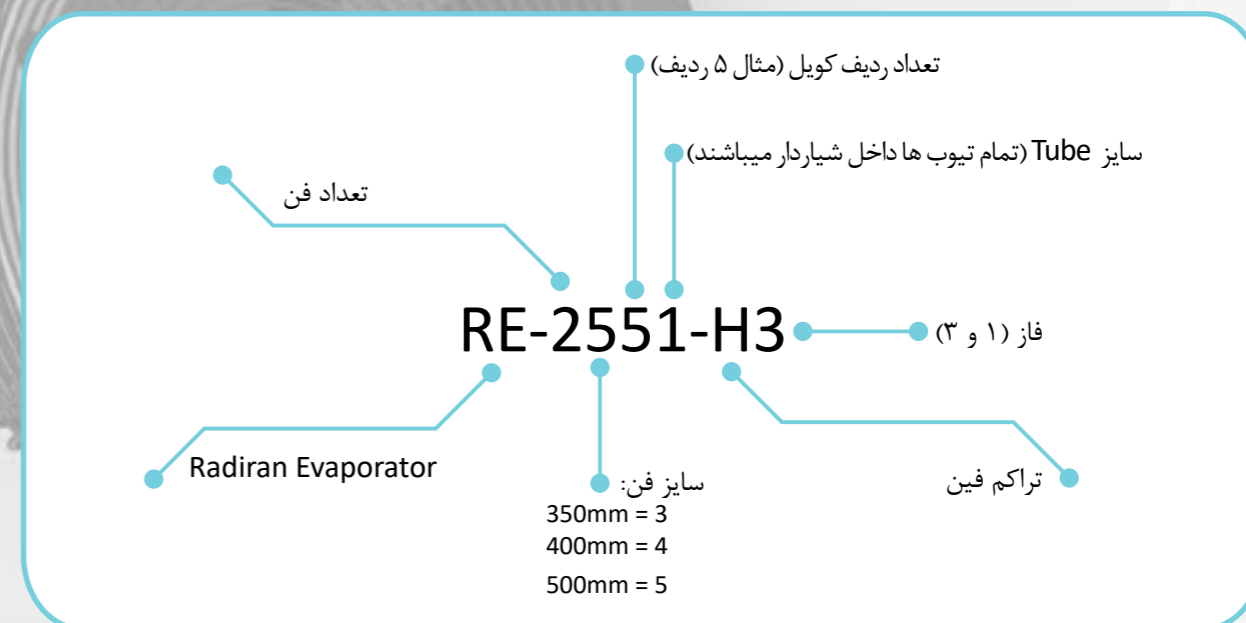 تعداد ردیف کویل (مثال ۵ ردیف)
سایز Tube (تمام تیوب ها داخل شیاردار میباشند)
تعداد فن
RE-2551-H3
فاز (۱ و ۳)
Radiran Evaporator
سایز فن:
350mm = 3
400mm = 4
500mm = 5
تراکم فین